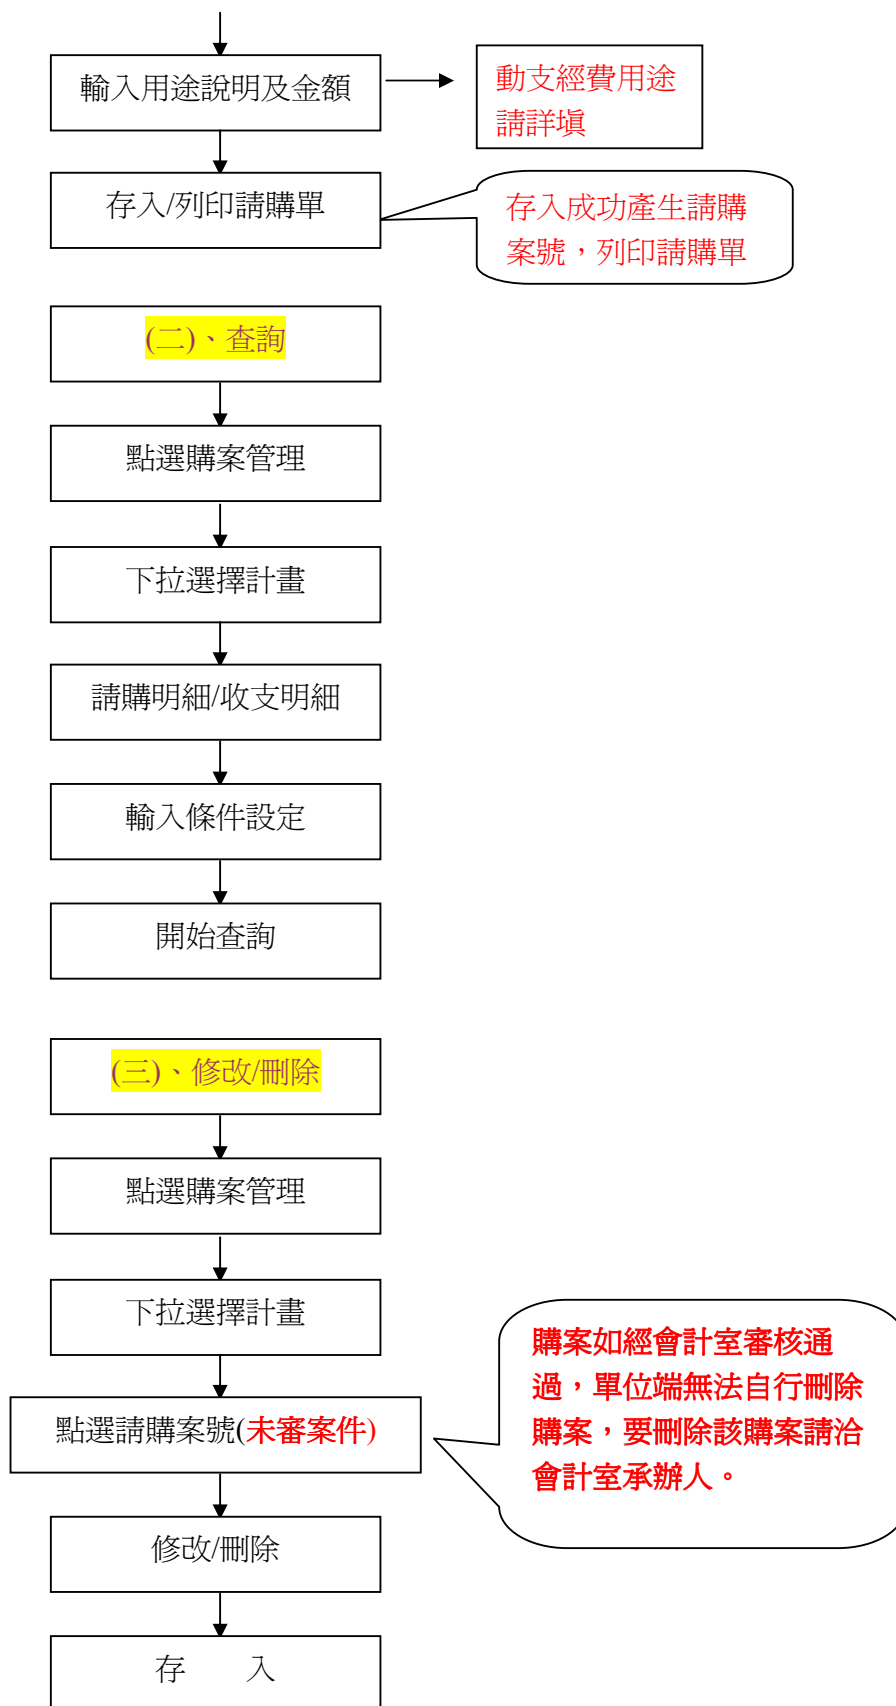 輸入用途說明及金額
動支經費用途
請詳填
存入/列印請購單
存入成功產生請購
案號，列印請購單
(二)、查詢
點選購案管理
下拉選擇計畫
請購明細/收支明細
輸入條件設定
開始查詢
(三)、修改/刪除
點選購案管理
下拉選擇計畫
購案如經會計室審核通
過，單位端無法自行刪除
購案，要刪除該購案請洽
會計室承辦人。
點選請購案號(未審案件)
修改/刪除
存　　入